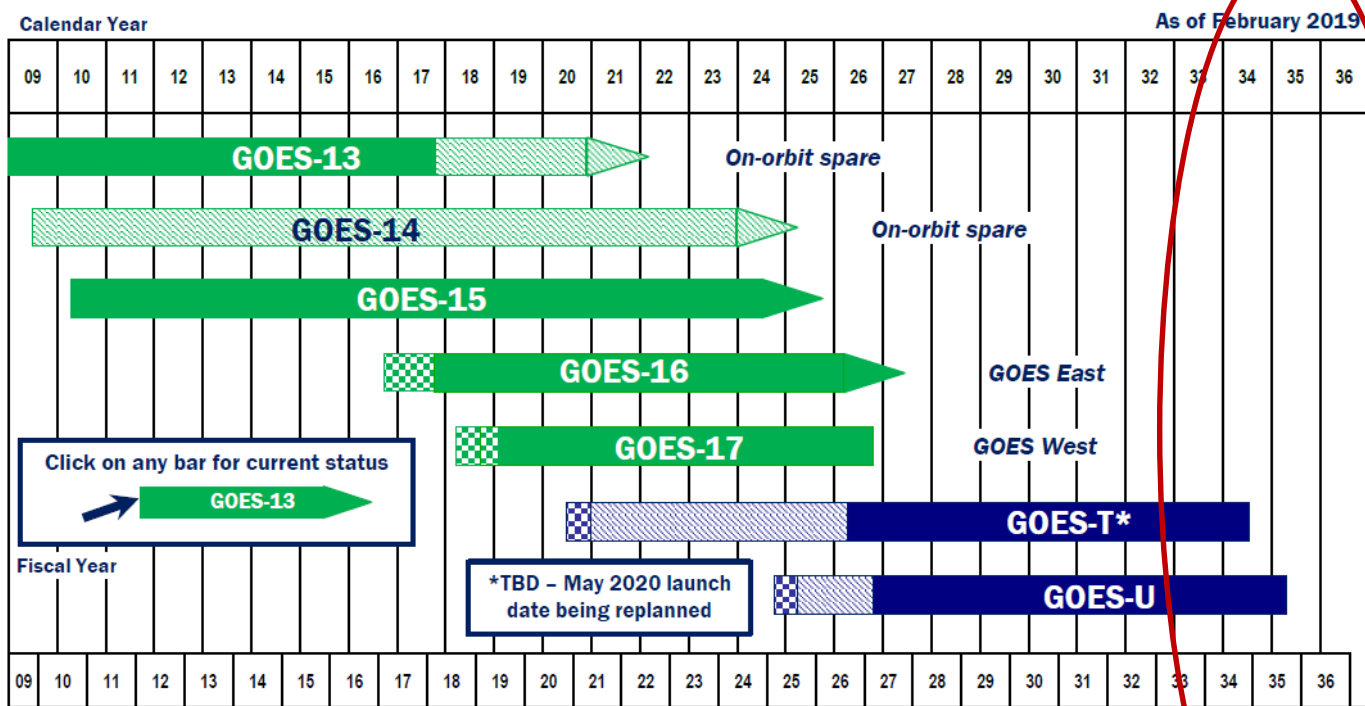 Calendar Year
As of February 2019
09 10 11 12 13 14 15 16 17 18 19 20 21 22 23 24 25 26 27 28 29 30 31 32 33 34 35 36
GOES-13
On-orbit spare
GOES-14
On-orbit spare
GOES-15
GOES-16
GOES East
GOES-17
GOES West
Click on any bar for current status
GOES-13
GOES-T*
Fiscal Year
*TBD – May 2020 launch
date being replanned
GOES-U
09 10 11 12 13 14 15 16 17 18 19 20 21 22 23 24 25 26 27 28 29 30 31 32 33 34 35 36